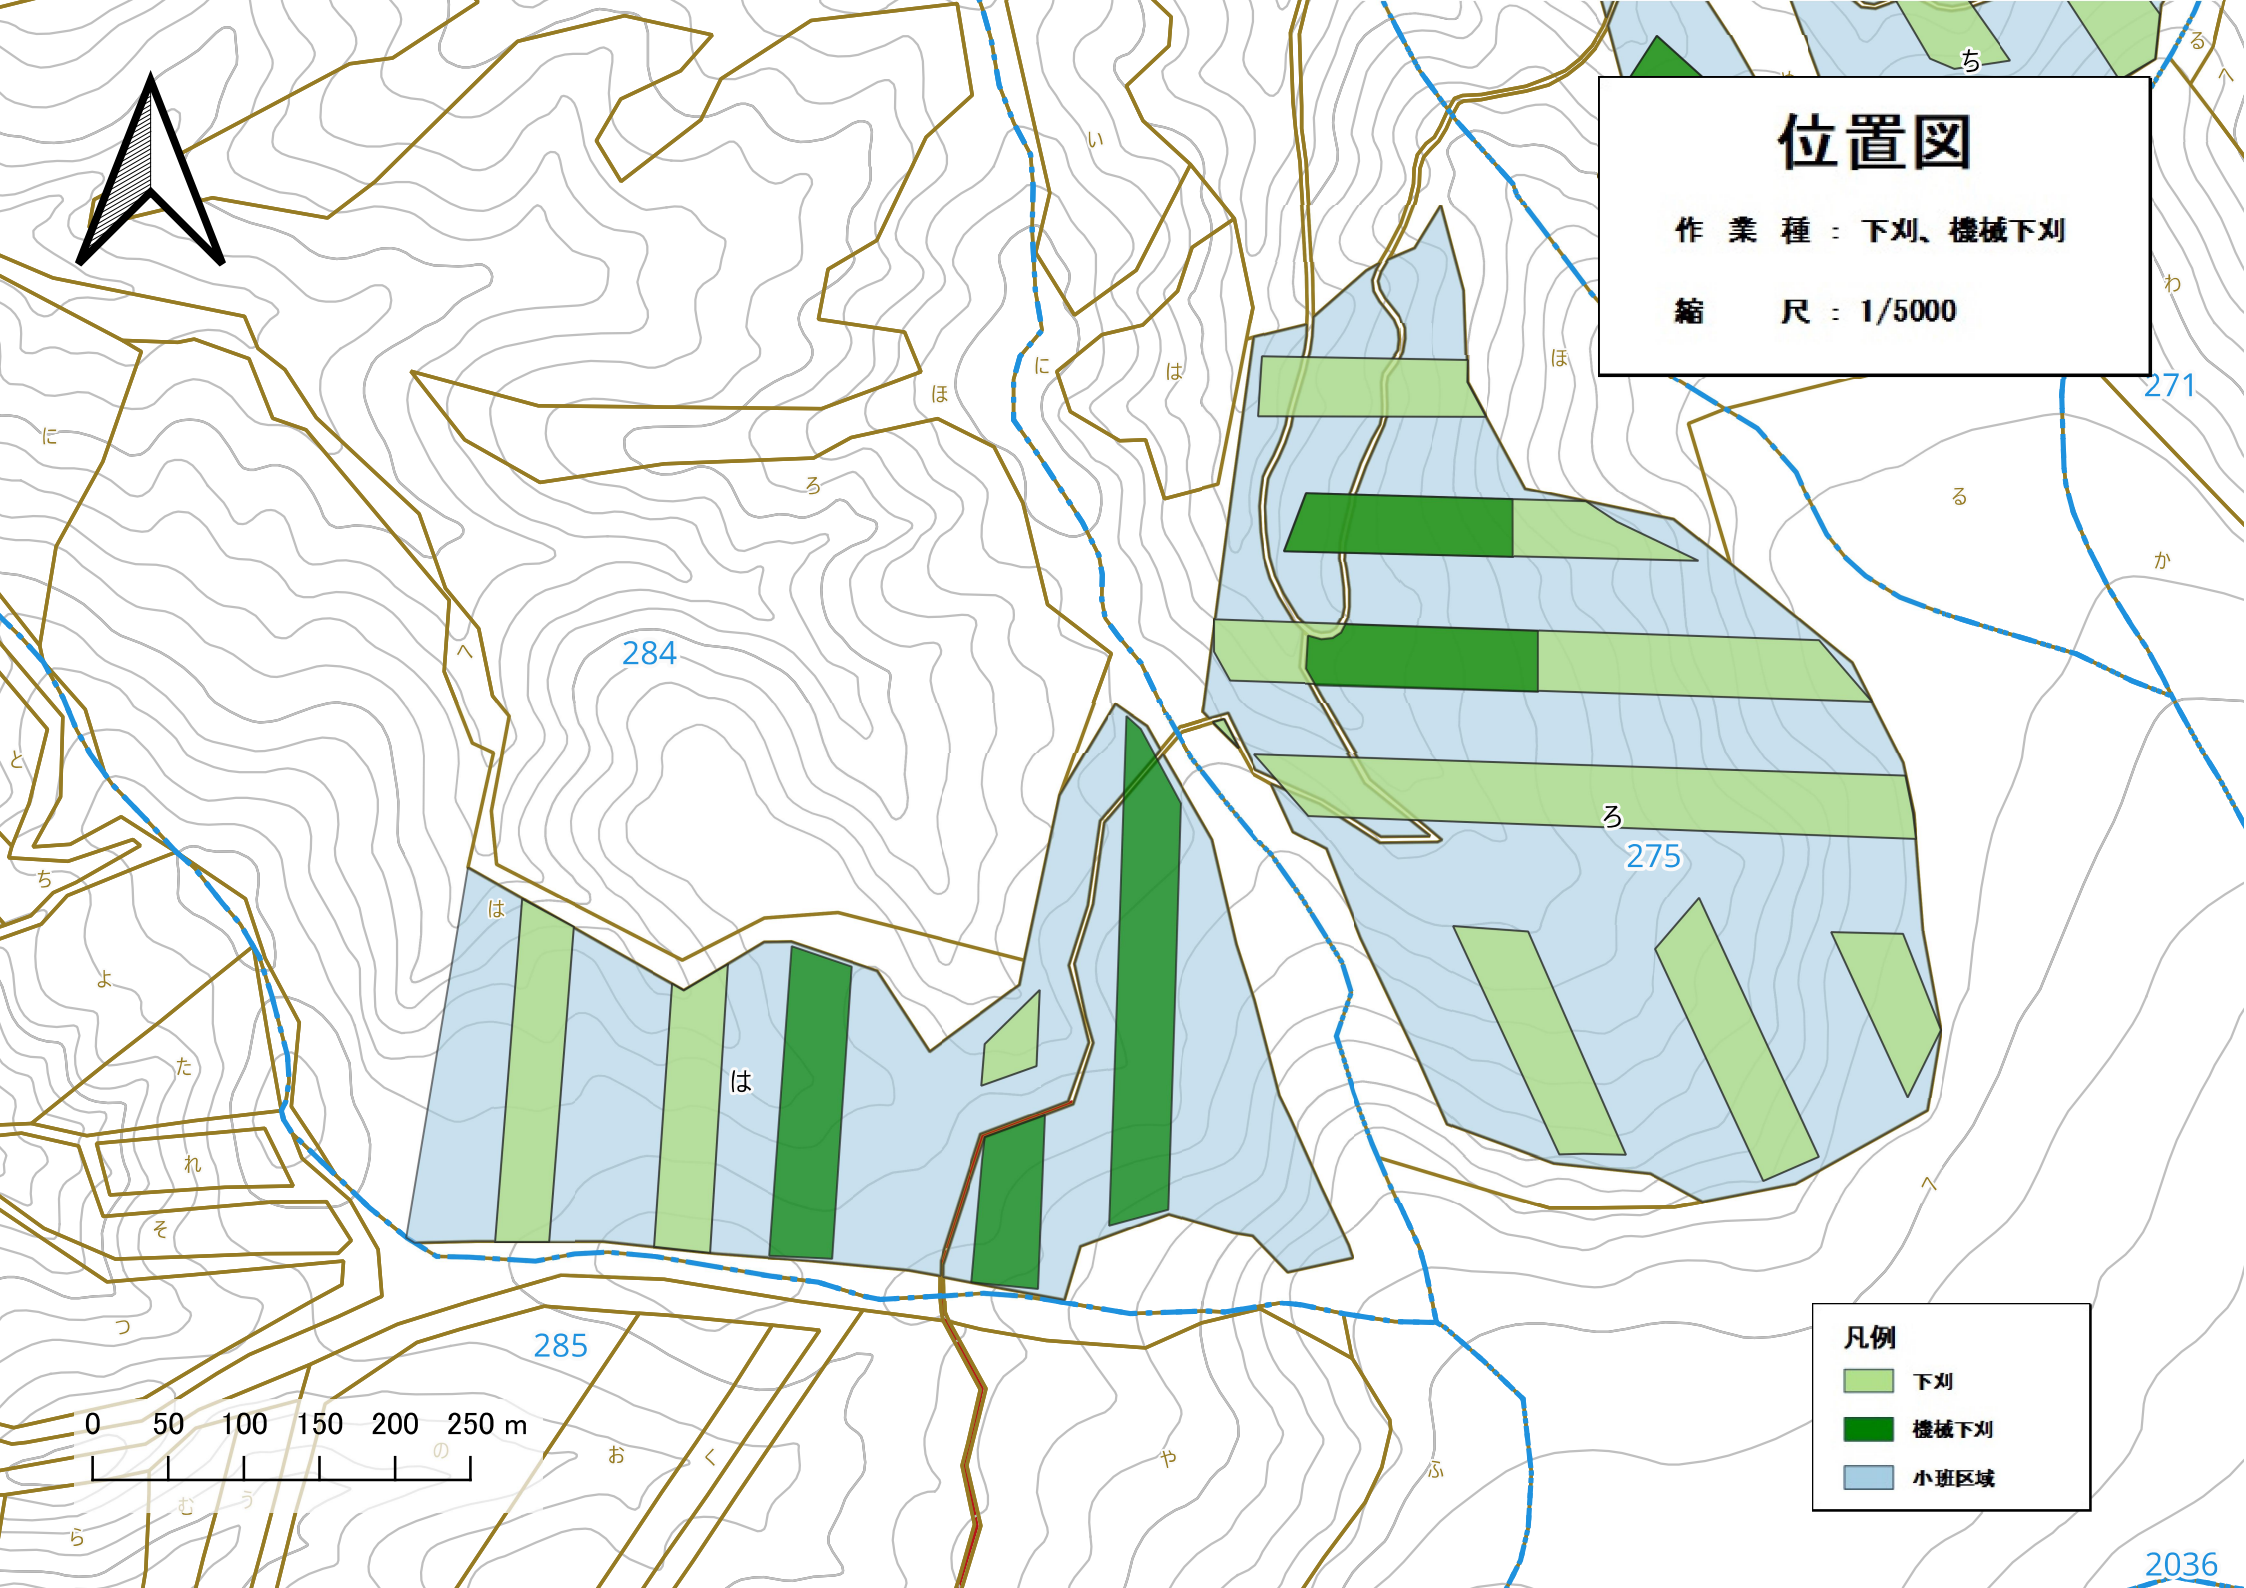 ち
る
へ
位置図
作業種：下刈、機械下刈
縮尺：1/5000
い
わ
ほ
271
に
は
ほ
に
ろ
る
か
284
へ
と
ろ
275
ち
は
よ
た
は
れ
へ
そ
つ
285
凡例
下刈
機械下刈
小班区域
0 50 100 150 200 250 m
の
お
く
や
ふ
む
う
ら
2036